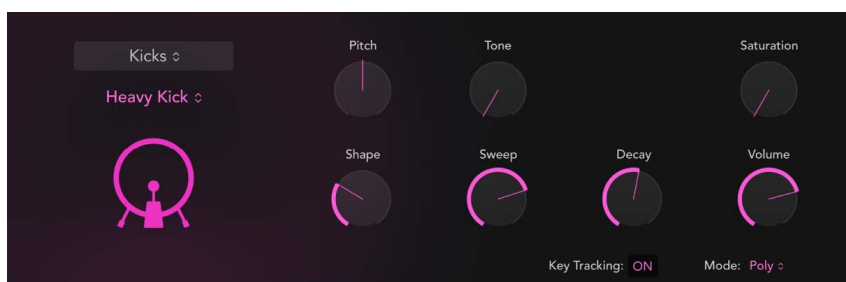 Kicks
Heavy Kick
Pitch
Tone
Saturation
Shape
Sweep
Decay
Volume
Key Tracking: ON
Mode: Poly